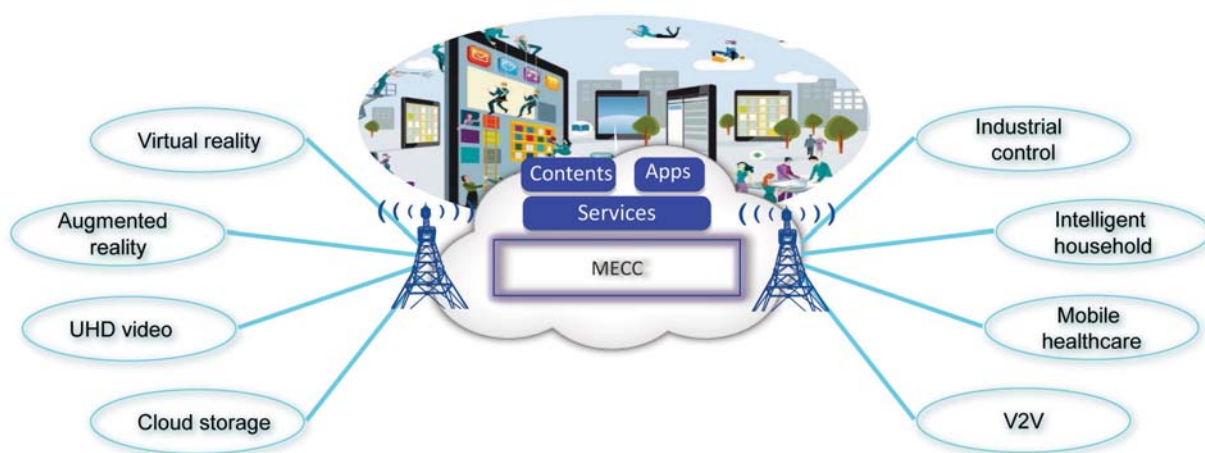 Virtual reality
Augmented
reality
UHD video
Cloud storage
Contents
Apps
Services
MECC
Industrial
control
Intelligent
household
Mobile
healthcare
V2V